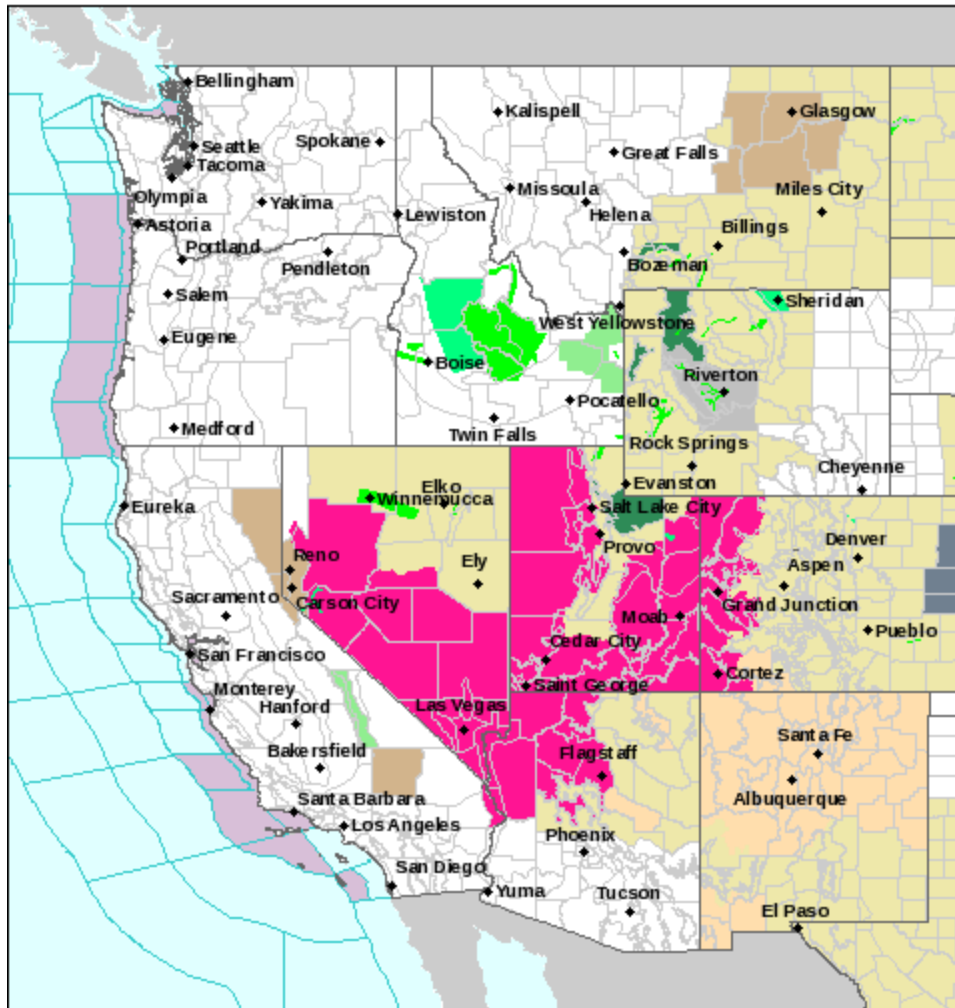 Bellingham
Kalispell
Glasgow
Seattle
Spokane
Great Falls
Tacoma
Missoula
Miles City
Olympia
Yakima
Lewiston
Helena
Astoria
Billings
Portland
Pendleton
Bozeman
Salem
Sheridan
West Yellowstone
Eugene
Boise
Riverton
Pocatello
Medford
Twin Falls
Rock Springs
Cheyenne
Elko
Evanston
Winnemucca
Eureka
Salt Lake City
Denver
Provo
Reno
Ely
Aspen
Sacramento
Carson City
Moab
Grand Junction
Pueblo
Cedar City
San Francisco
Cortez
Saint George
Monterey
Hanford
Las Vegas
Santa Fe
Bakersfield
Flagstaff
Albuquerque
Santa Barbara
Los Angeles
Phoenix
San Diego
Yuma
Tucson
El Paso